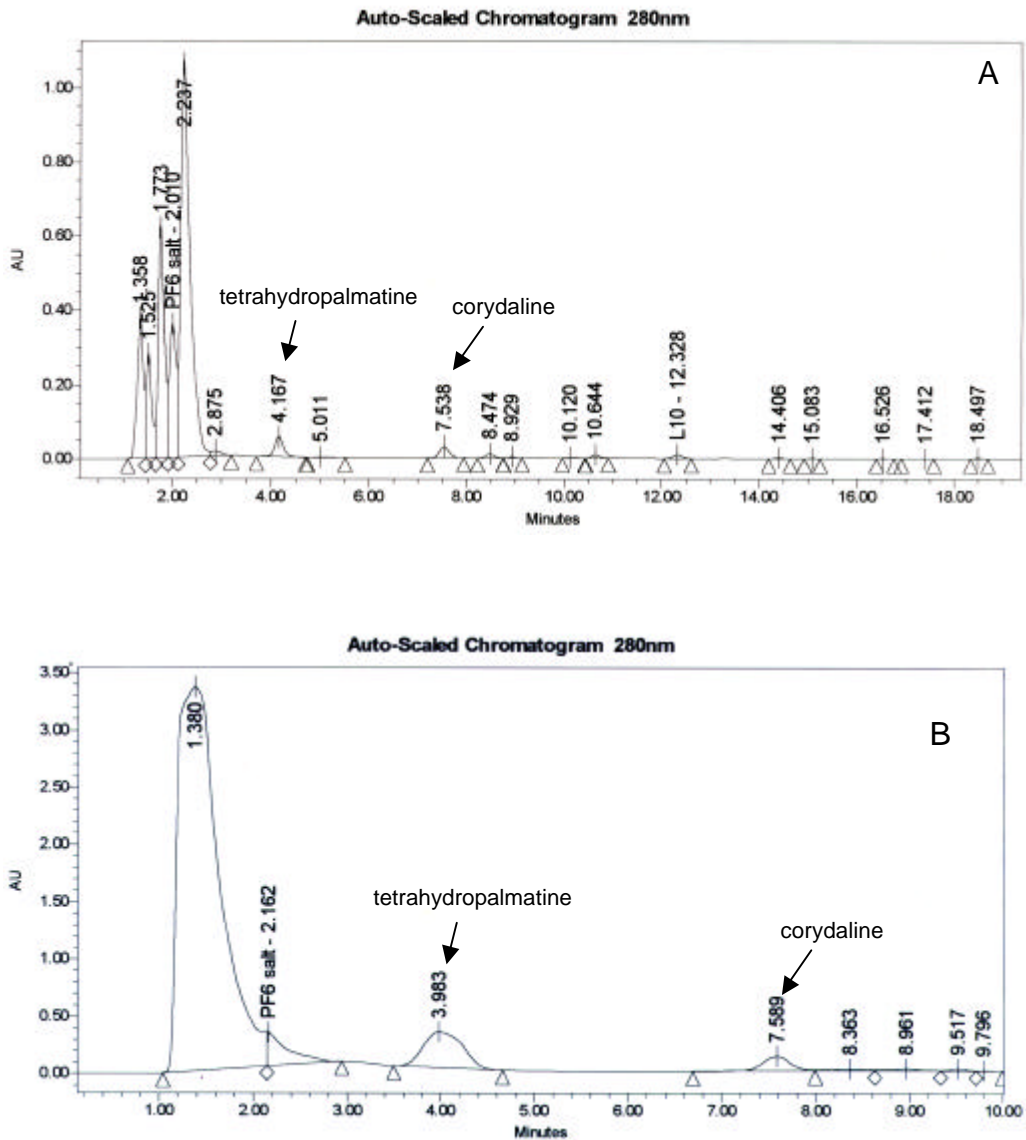 Auto-Scaled Chromatogram 280nm
A
AU
1.00
0.80
0.60
0.40
0.20
0.00
1.358
1.525
1.773
PF6 salt - 2.010
2.237
2.875
tetrahydropalmatine
4.167
5.011
corydaline
7.538
8.474
8.929
10.120
10.644
L10 - 12.328
14.406
15.083
16.526
17.412
18.497
2.00 4.00 6.00 8.00 10.00 12.00 14.00 16.00 18.00
Minutes
Auto-Scaled Chromatogram 280nm
B
AU
3.50
3.00
2.50
2.00
1.50
1.00
0.50
0.00
1.380
PF6 salt - 2.162
tetrahydropalmatine
3.983
corydaline
7.589
8.363
8.961
9.517
9.796
1.00 2.00 3.00 4.00 5.00 6.00 7.00 8.00 9.00 10.00
Minutes